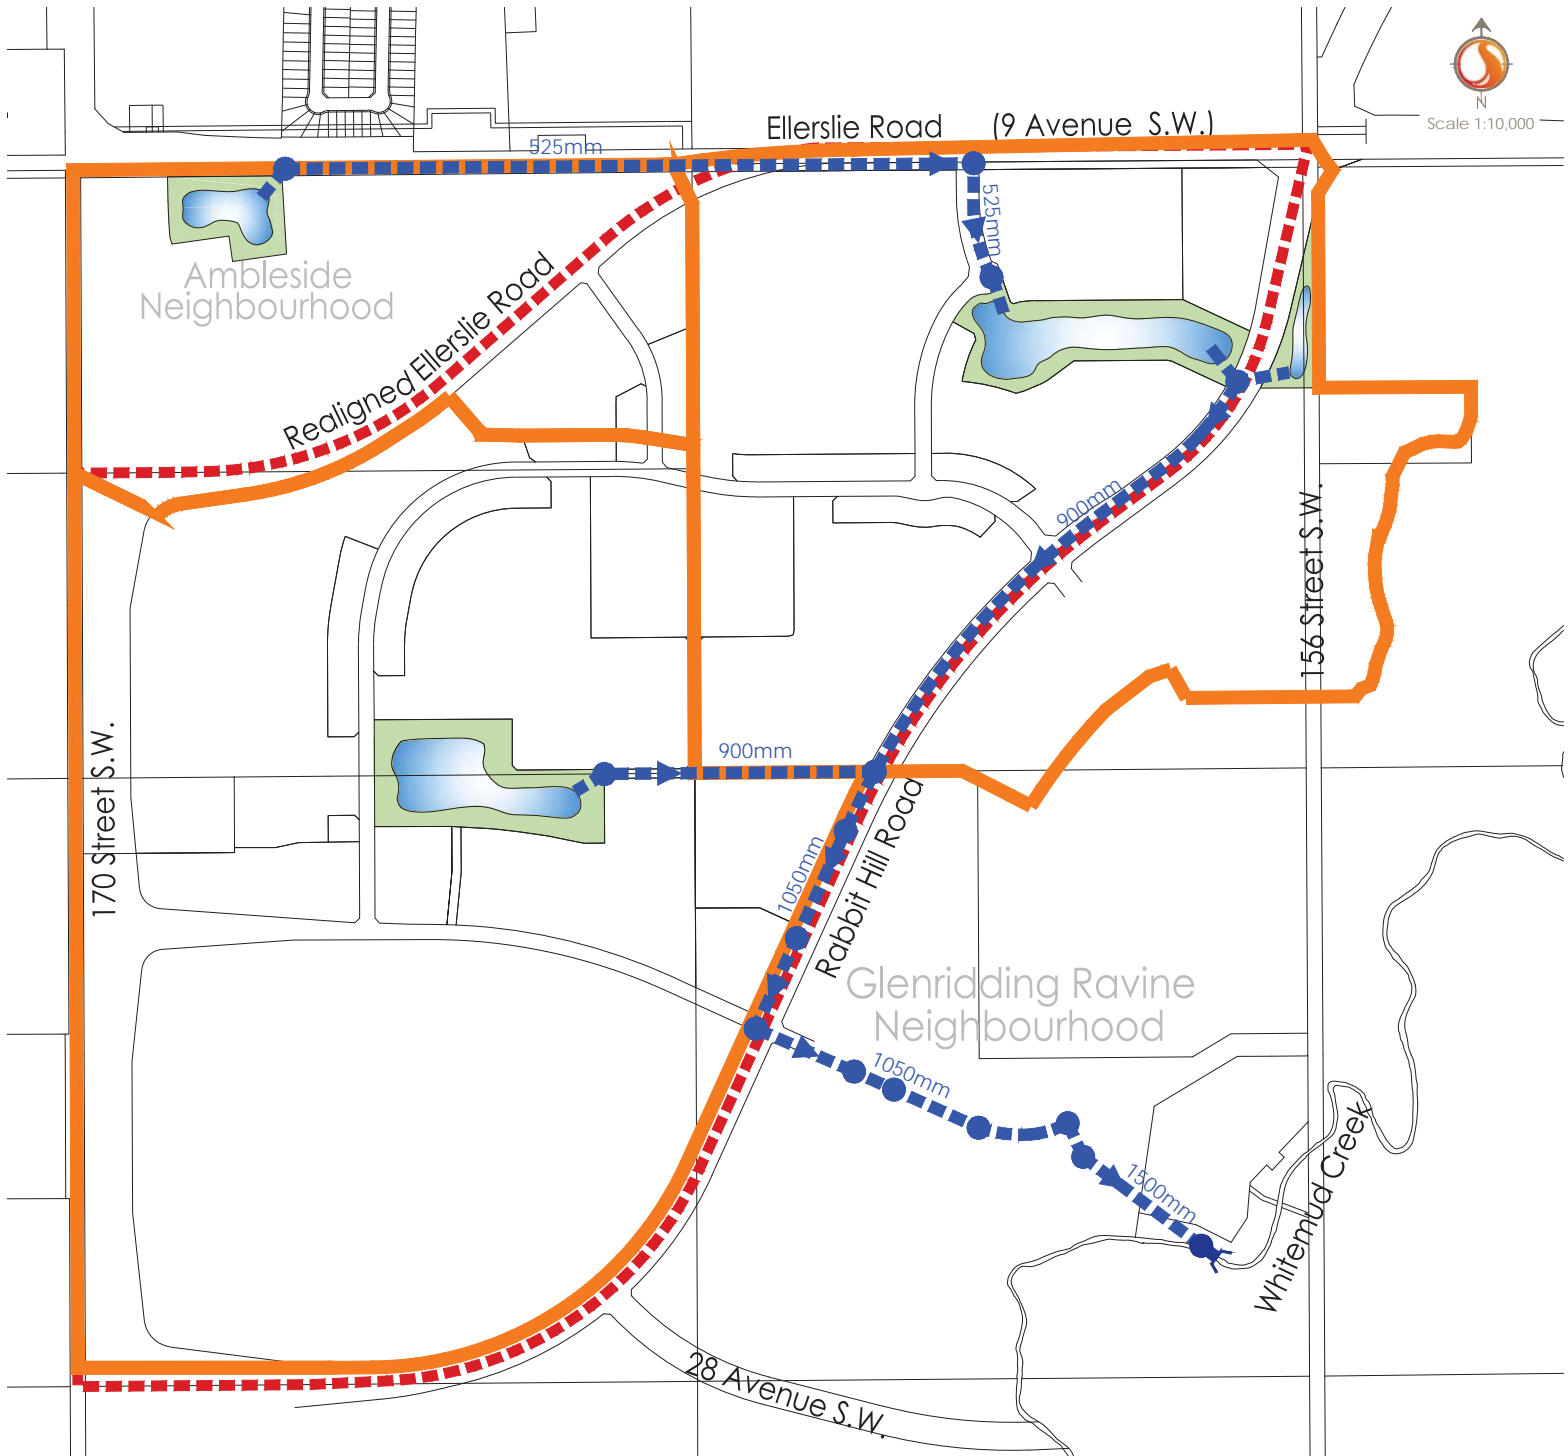 N
Scale 1:10,000
Ellerslie Road (9 Avenue S.W.)
525mm
525mm
Ambleside
Neighbourhood
Realigned Ellerslie Road
900mm
156 Street S.W.
170 Street S.W.
900mm
1050mm
Rabbit Hill Road
Glenridding Ravine
Neighbourhood
1050mm
1500mm
Whitemud Creek
28 Avenue S.W.